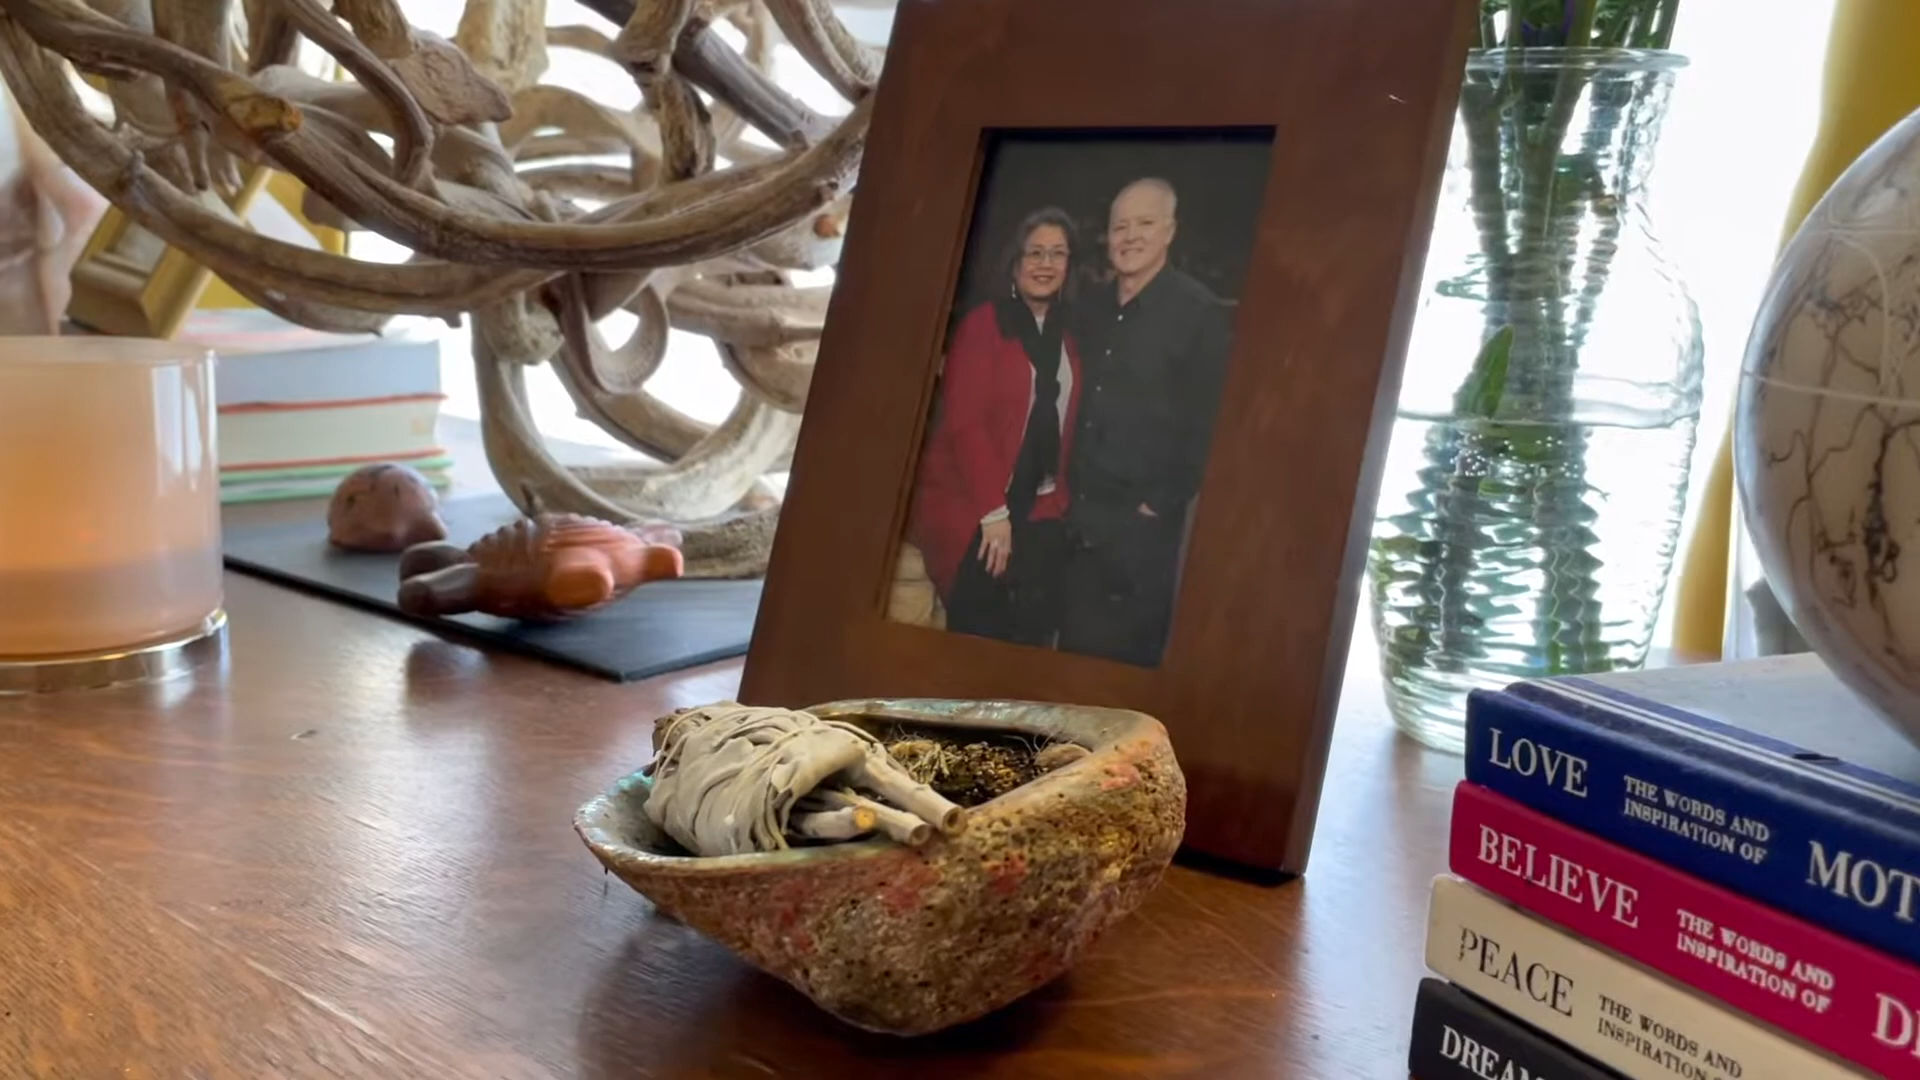 LOVE
THE WORDS AND
INSPIRATION OF
MOT
BELIEVE
THE WORDS AND
INSPIRATION OF
D
PEACE
THE WORDS AND
INSPIRATION
DREAM